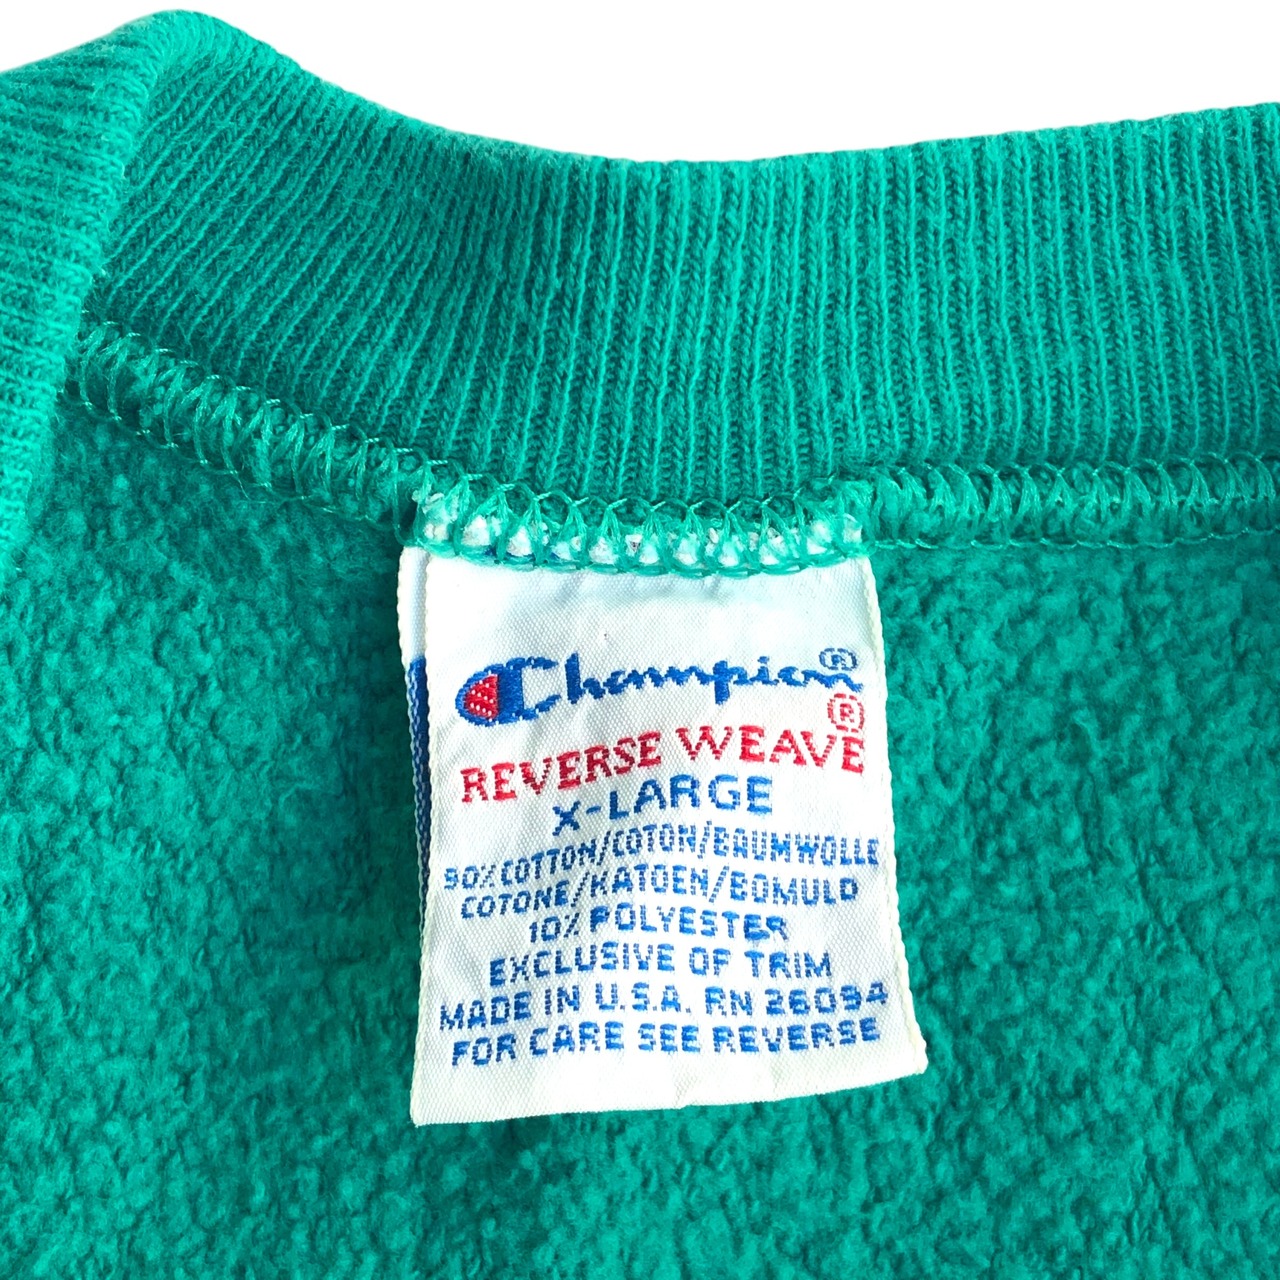 Champion®
REVERSE WEAVE®
X-LARGE
90% COTTON/COTON/BAUMWOLLE
COTONE/KATOEN/BOMULD
10% POLYESTER
EXCLUSIVE OF TRIM
MADE IN U.S.A. RN 26094
FOR CARE SEE REVERSE